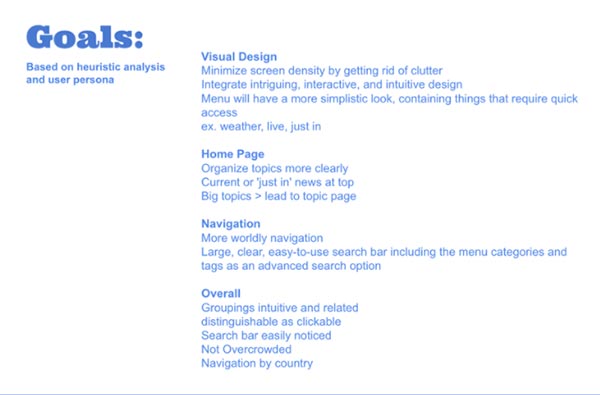 Goals:
Based on heuristic analysis
and user persona
Visual Design
Minimize screen density by getting rid of clutter
Integrate intriguing, interactive, and intuitive design
Menu will have a more simplistic look, containing things that require quick
access
ex. weather, live, just in
Home Page
Organize topics more clearly
Current or 'just in' news at top
Big topics > lead to topic page
Navigation
More worldly navigation
Large, clear, easy-to-use search bar including the menu categories and
tags as an advanced search option
Overall
Groupings intuitive and related
distinguishable as clickable
Search bar easily noticed
Not Overcrowded
Navigation by country